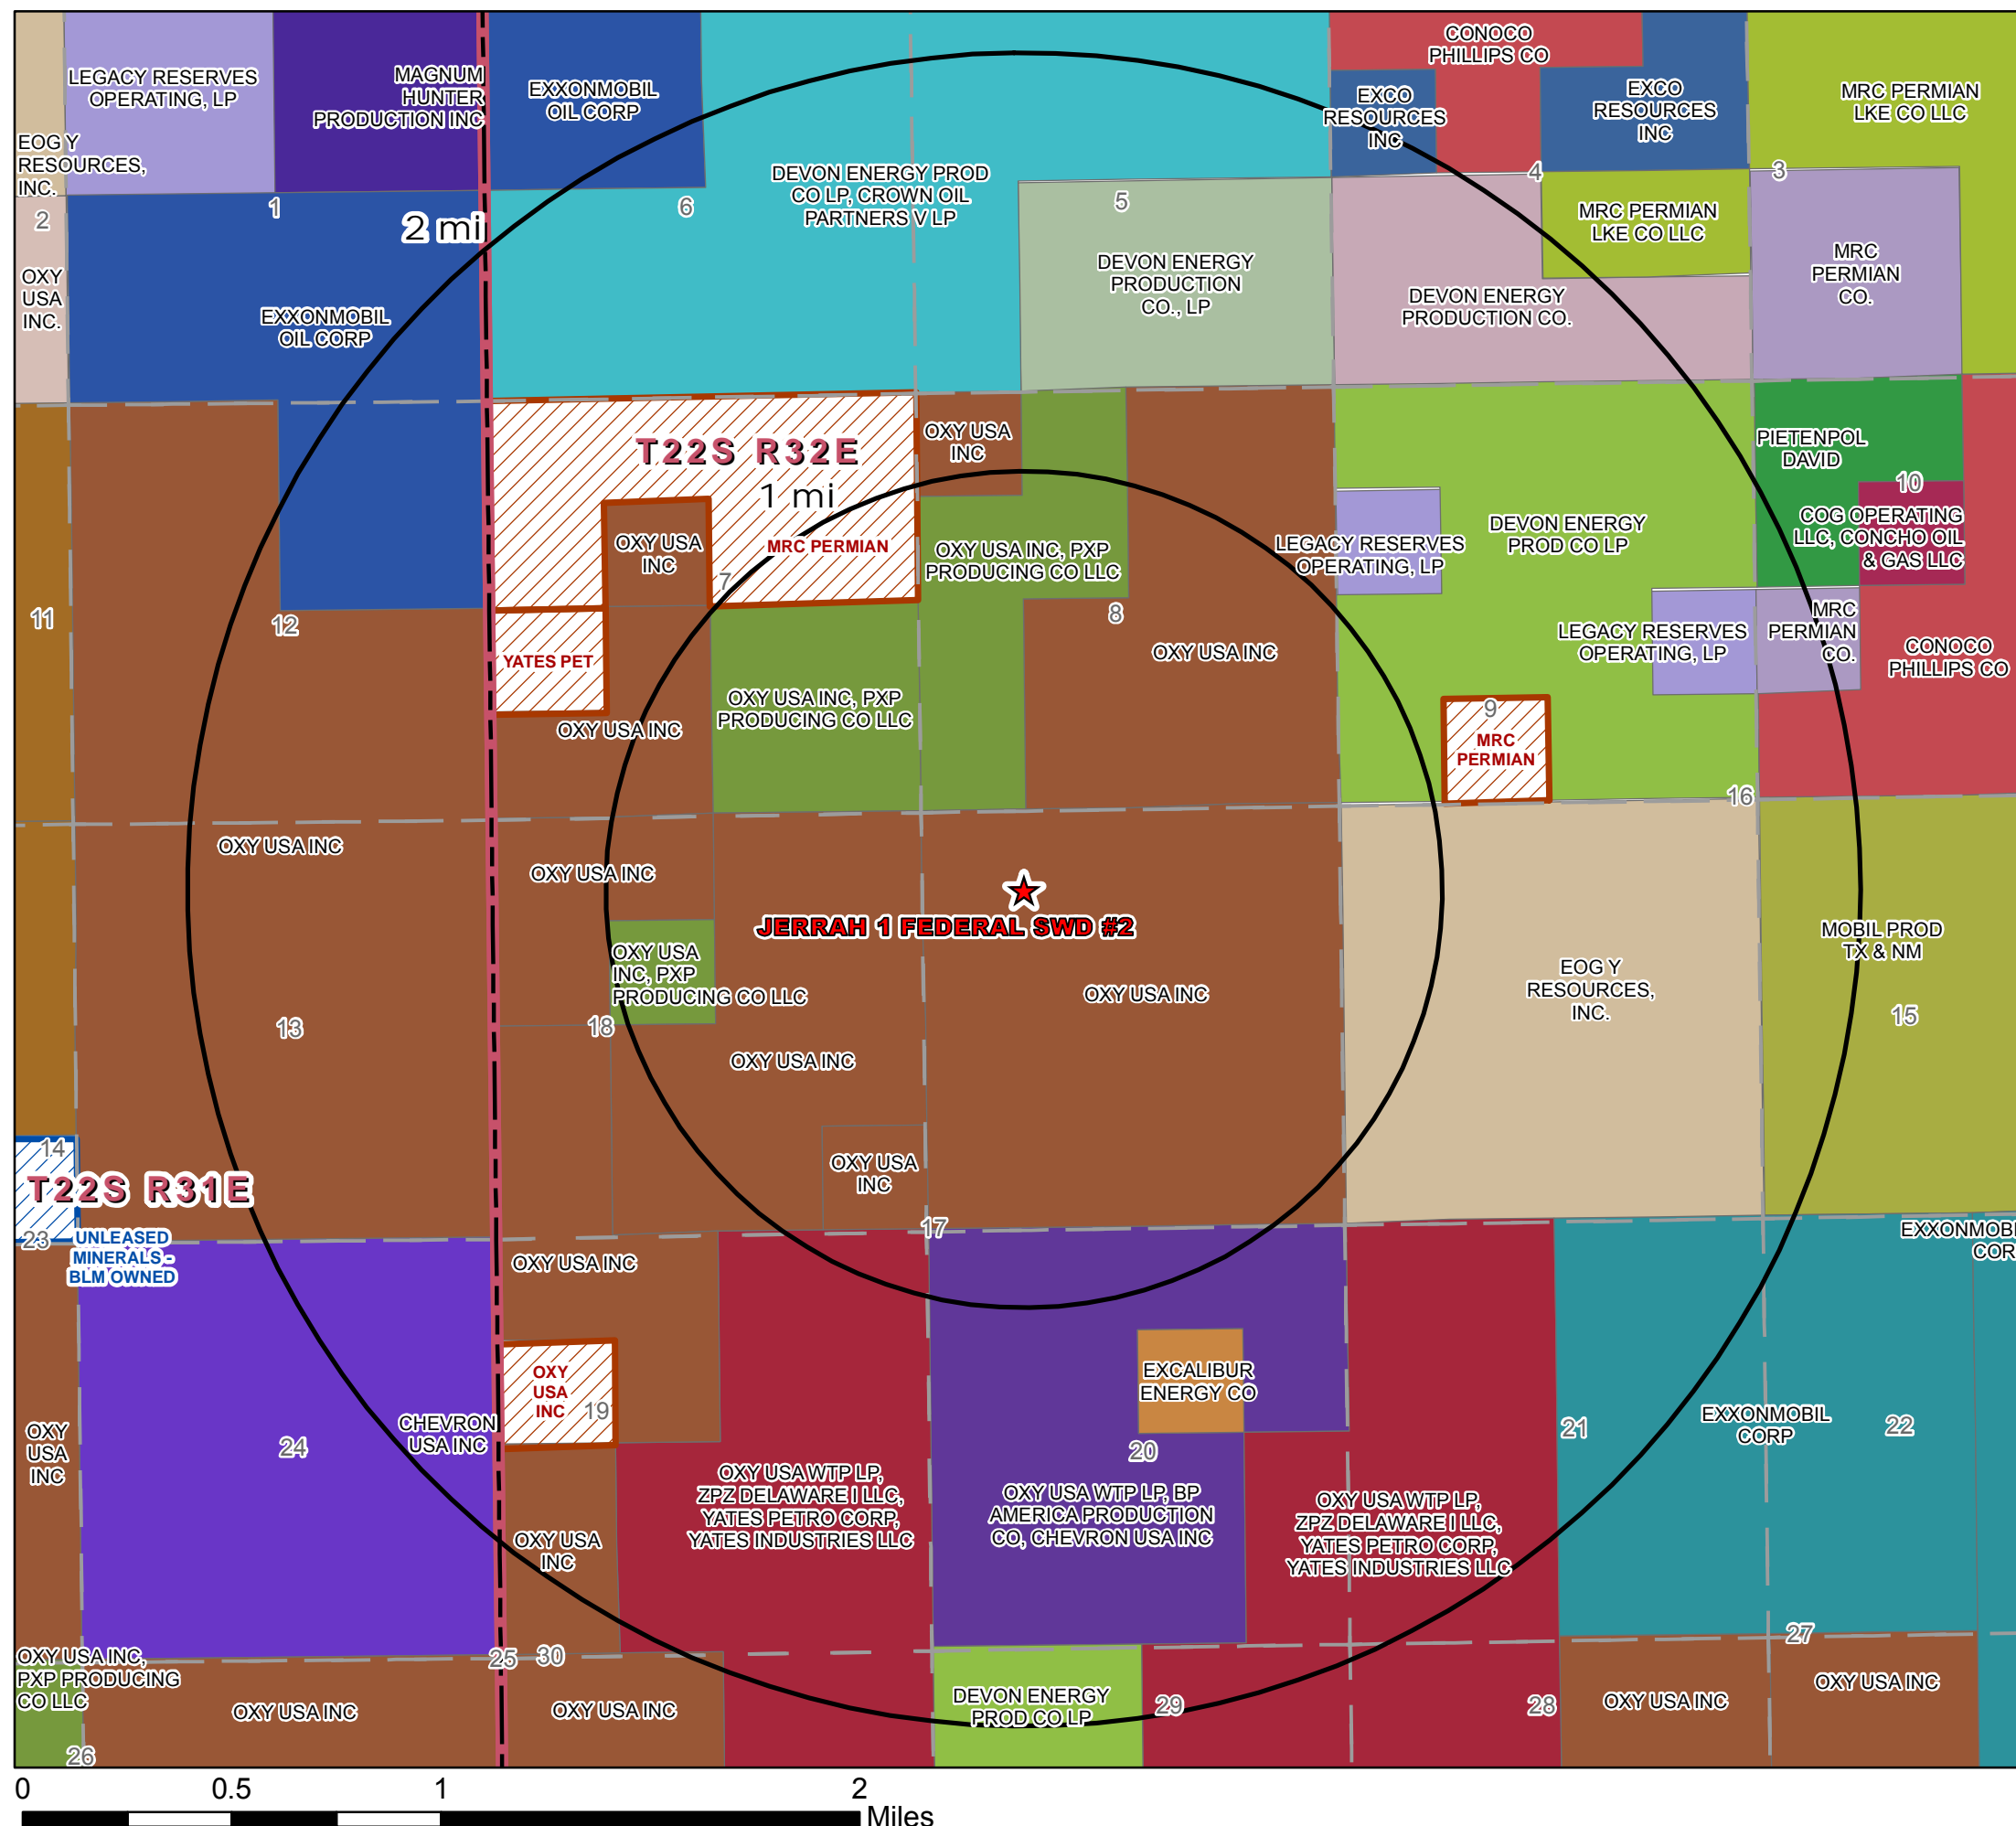 LEGACY RESERVES
OPERATING, LP
MAGNUM
HUNTER
PRODUCTION INC
EXXONMOBIL
OIL CORP
CONOCO
PHILLIPS CO
EXCO
RESOURCES
INC
EXCO
RESOURCES
INC
MRC PERMIAN
LKE CO LLC
EOG Y
RESOURCES,
INC.
DEVON ENERGY PROD
CO LP, CROWN OIL
PARTNERS V LP
2
1
6
5
4
3
2 mi
MRC PERMIAN
LKE CO LLC
MRC
PERMIAN
CO.
OXY
USA
INC.
EXXONMOBIL
OIL CORP
DEVON ENERGY
PRODUCTION
CO., LP
DEVON ENERGY
PRODUCTION CO.
T22S R32E
1 mi
OXY USA
INC
PIETENPOL
DAVID
10
COG OPERATING
LLC, CONCHO OIL
& GAS LLC
OXY USA
INC
MRC PERMIAN
7
OXY USA INC, PXP
PRODUCING CO LLC
LEGACY RESERVES
OPERATING, LP
DEVON ENERGY
PROD CO LP
11
12
8
YATES PET
OXY USA INC
LEGACY RESERVES
OPERATING, LP
MRC
PERMIAN
CO.
CONOCO
PHILLIPS CO
OXY USA INC, PXP
PRODUCING CO LLC
OXY USA INC
9
MRC
PERMIAN
16
OXY USA INC
OXY USA INC
JERRAH 1 FEDERAL SWD #2
OXY USA
INC, PXP
PRODUCING CO LLC
OXY USA INC
EOG Y
RESOURCES,
INC.
MOBIL PROD
TX & NM
15
13
18
OXY USA INC
14
T22S R31E
OXY USA
INC
17
23
UNLEASED
MINERALS -
BLM OWNED
OXY USA INC
EXXONMOBI
COR
OXY
USA
INC
19
EXCALIBUR
ENERGY CO
OXY
USA
INC
24
CHEVRON
USA INC
20
21
EXXONMOBIL
CORP
22
OXY USA WTP LP,
ZPZ DELAWARE I LLC,
YATES PETRO CORP,
YATES INDUSTRIES LLC
OXY USA WTP LP, BP
AMERICA PRODUCTION
CO, CHEVRON USA INC
OXY USA WTP LP,
ZPZ DELAWARE I LLC,
YATES PETRO CORP,
YATES INDUSTRIES LLC
OXY USA
INC
OXY USA INC,
PXP PRODUCING
CO LLC
25
30
27
OXY USA INC
OXY USA INC
DEVON ENERGY
PROD CO LP
29
28
OXY USA INC
OXY USA INC
26
0
0.5
1
2
Miles